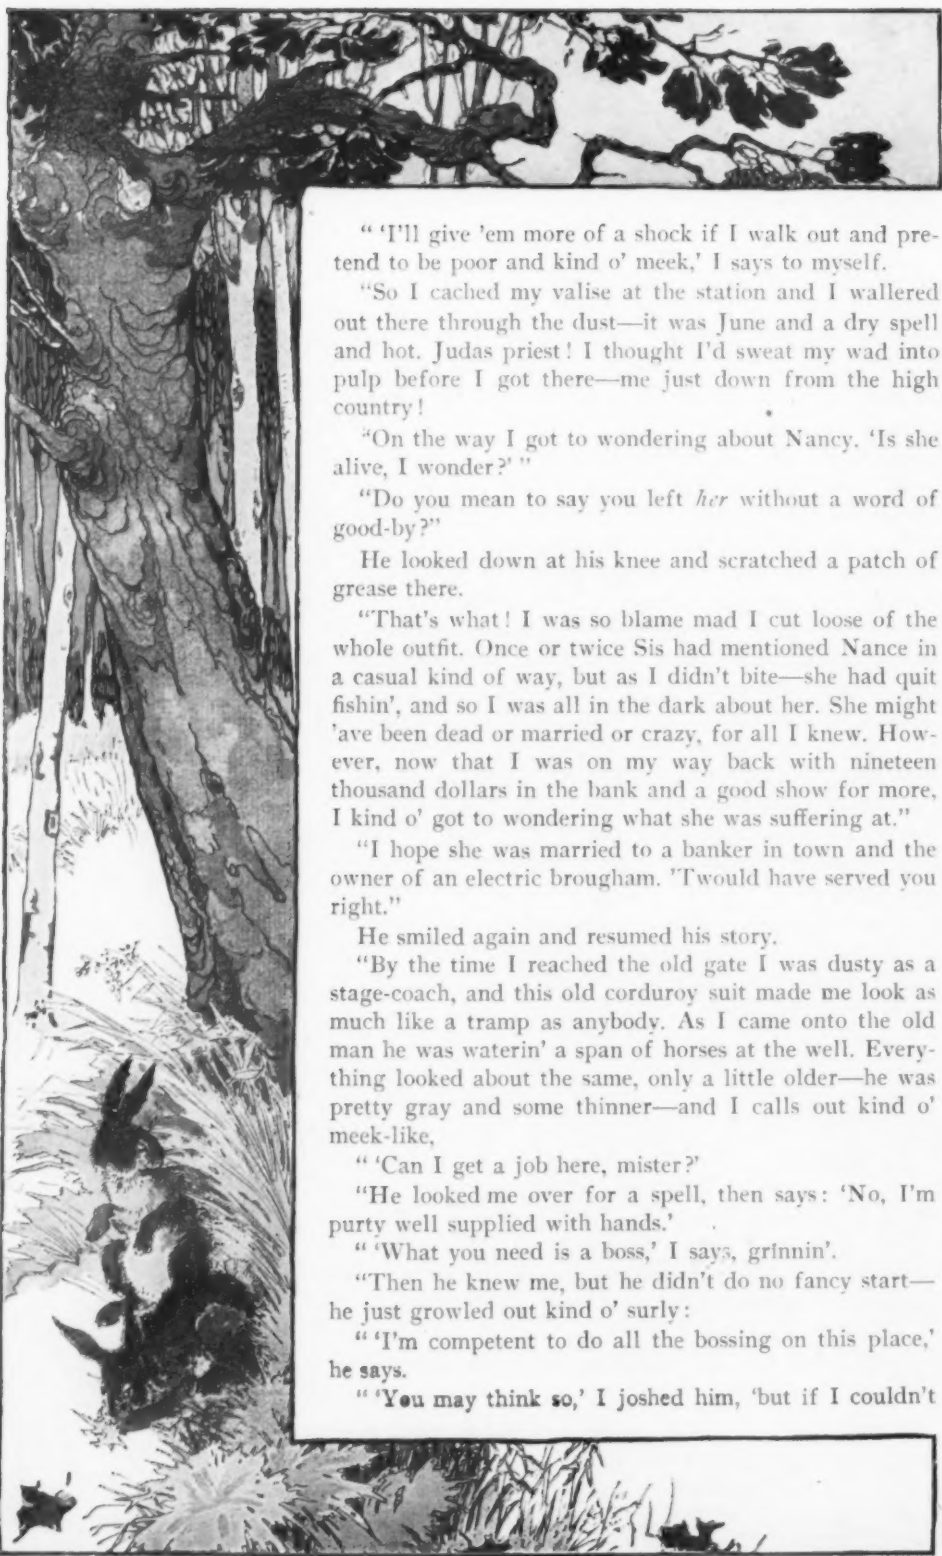 “ ‘I’ll give ’em more of a shock if I walk out and pre-
tend to be poor and kind o’ meek,’ I says to myself.
“So I cached my valise at the station and I wallered
out there through the dust—it was June and a dry spell
and hot. Judas priest! I thought I’d sweat my wad into
pulp before I got there—me just down from the high
country!
“On the way I got to wondering about Nancy. ‘Is she
alive, I wonder?’ ”
“Do you mean to say you left her without a word of
good-by?”
He looked down at his knee and scratched a patch of
grease there.
“That’s what! I was so blame mad I cut loose of the
whole outfit. Once or twice Sis had mentioned Nance in
a casual kind of way, but as I didn’t bite—she had quit
fishin’, and so I was all in the dark about her. She might
’ave been dead or married or crazy, for all I knew. How-
ever, now that I was on my way back with nineteen
thousand dollars in the bank and a good show for more,
I kind o’ got to wondering what she was suffering at.”
“I hope she was married to a banker in town and the
owner of an electric brougham. ’Twould have served you
right.”
He smiled again and resumed his story.
“By the time I reached the old gate I was dusty as a
stage-coach, and this old corduroy suit made me look as
much like a tramp as anybody. As I came onto the old
man he was waterin’ a span of horses at the well. Every-
thing looked about the same, only a little older—he was
pretty gray and some thinner—and I calls out kind o’
meek-like,
“ ‘Can I get a job here, mister?’
“He looked me over for a spell, then says: ‘No, I’m
purty well supplied with hands.’
“ ‘What you need is a boss,’ I says, grinnin’.
“Then he knew me, but he didn’t do no fancy start—
he just growled out kind o’ surly:
“ ‘I’m competent to do all the bossing on this place,’
he says.
“ ‘You may think so,’ I joshed him, ‘but if I couldn’t